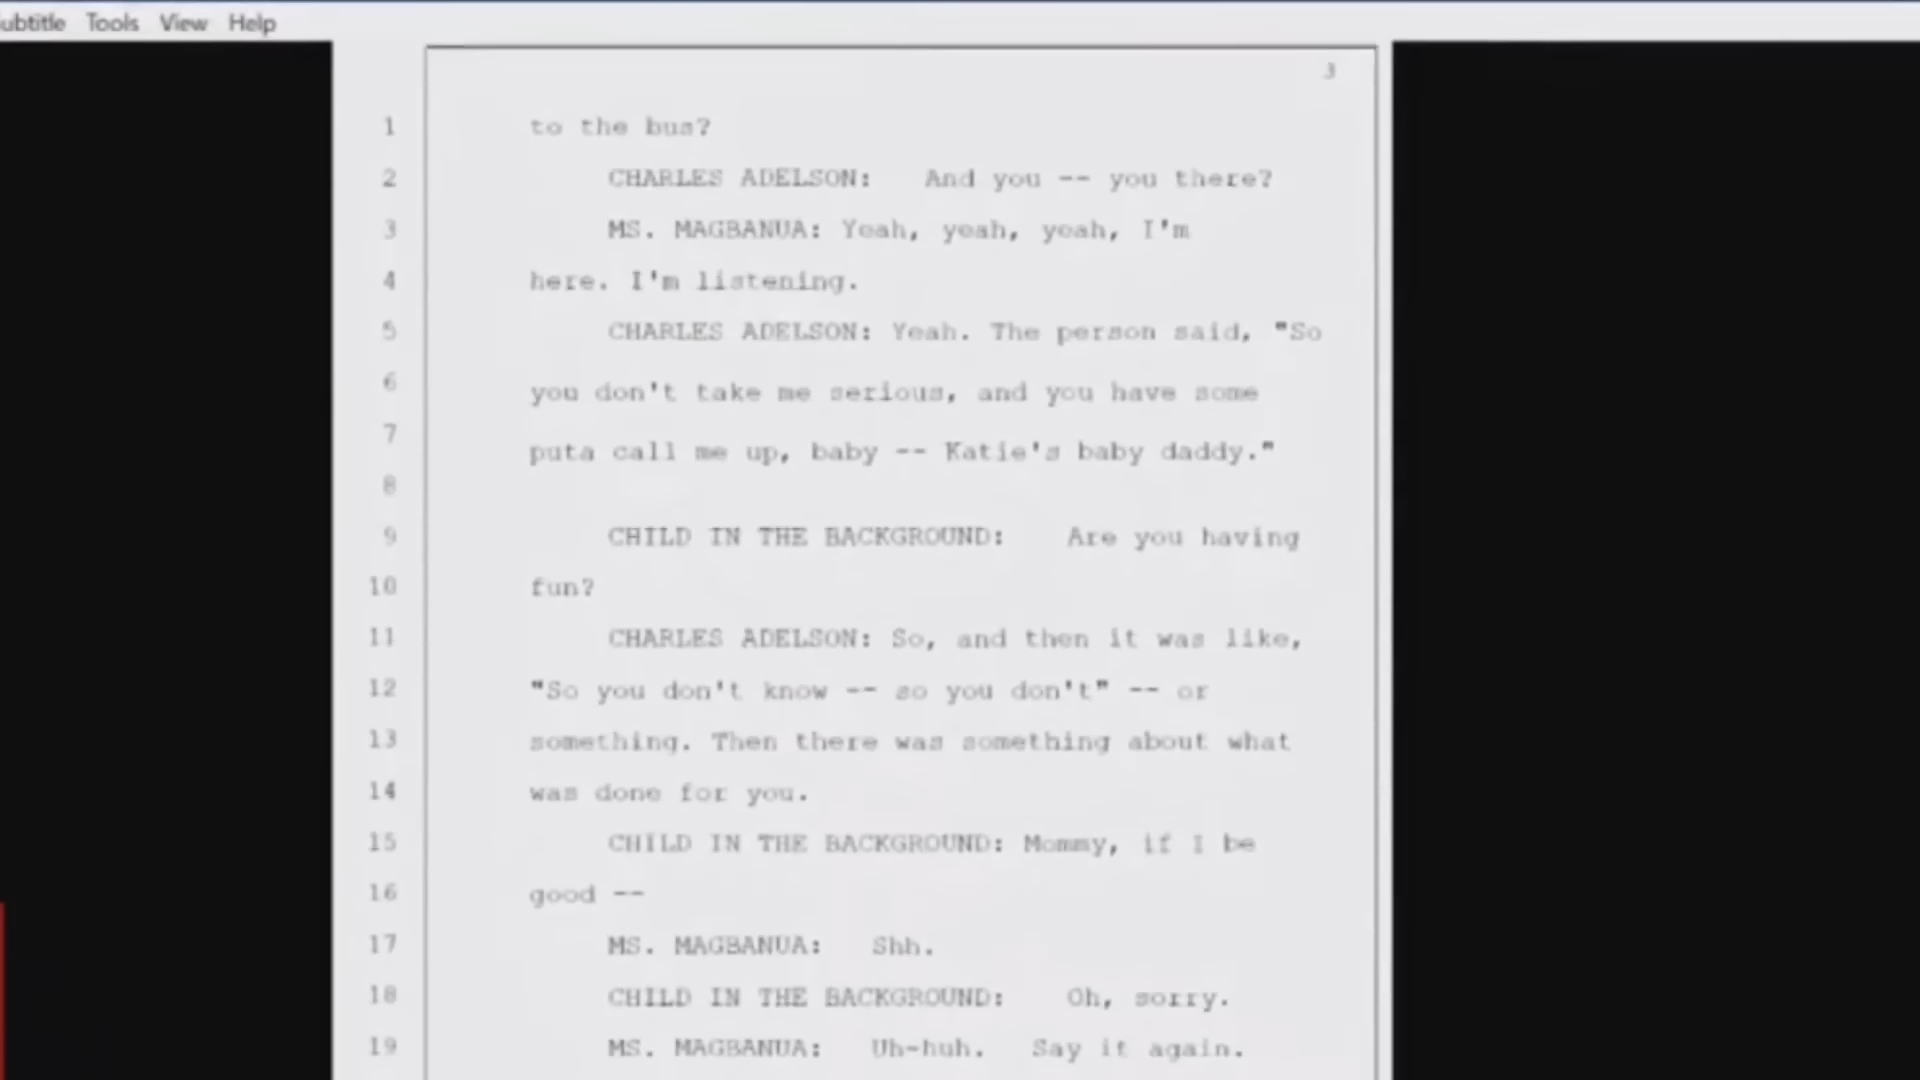 ubtitle Tools View Help
3
1 to the bus?
2 CHARLES ADELSON: And you -- you there?
3 MS. MAGBANUA: Yeah, yeah, yeah, I'm
4 here. I'm listening.
5 CHARLES ADELSON: Yeah. The person said, "So
6 you don't take me serious, and you have some
7 puta call me up, baby -- Katie's baby daddy."
8
9 CHILD IN THE BACKGROUND: Are you having
10 fun?
11 CHARLES ADELSON: So, and then it was like,
12 "So you don't know -- so you don't" -- or
13 something. Then there was something about what
14 was done for you.
15 CHILD IN THE BACKGROUND: Mommy, if I be
16 good --
17 MS. MAGBANUA: Shh.
18 CHILD IN THE BACKGROUND: Oh, sorry.
19 MS. MAGBANUA: Uh-huh. Say it again.